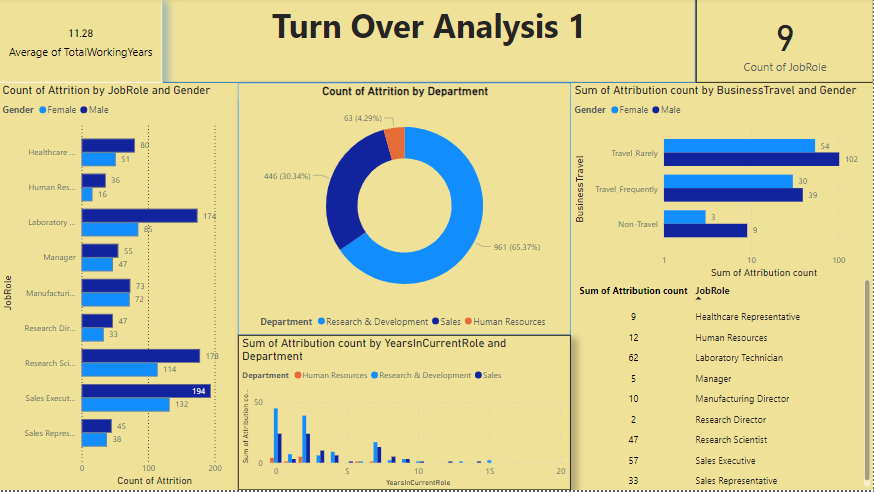 Turn Over Analysis 1
11.28
Average of TotalWorkingYears
9
Count of JobRole
Count of Attrition by JobRole and Gender
Gender Female Male
JobRole
Healthcare ... 80 51
Human Res... 36 16
Laboratory ... 174 85
Manager 55 47
Manufacturi... 73 72
Research Dir... 47 33
Research Sci... 178 114
Sales Execut... 194 132
Sales Repres... 45 38
0 100 200
Count of Attrition
Count of Attrition by Department
63 (4.29%)
446 (30.34%)
961 (65.37%)
Department Research & Development Sales Human Resources
Sum of Attribution count by YearsInCurrentRole and
Department
Department Human Resources Research & Development Sales
Sum of Attribution co...
50
0
0 5 10 15 20
YearsInCurrentRole
Sum of Attribution count by BusinessTravel and Gender
Gender Female Male
BusinessTravel
Travel Rarely 54 102
Travel Frequently 30 39
Non-Travel 3 9
1 10 100
Sum of Attribution count
Sum of Attribution count JobRole
9 Healthcare Representative
12 Human Resources
62 Laboratory Technician
5 Manager
10 Manufacturing Director
2 Research Director
47 Research Scientist
57 Sales Executive
33 Sales Representative